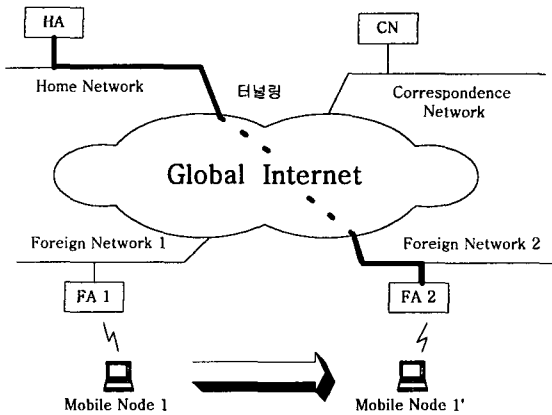 HA
CN
Home Network
터널링
Correspondence
Network
Global Internet
Foreign Network 1
Foreign Network 2
FA 1
FA 2
Mobile Node 1
Mobile Node 1'